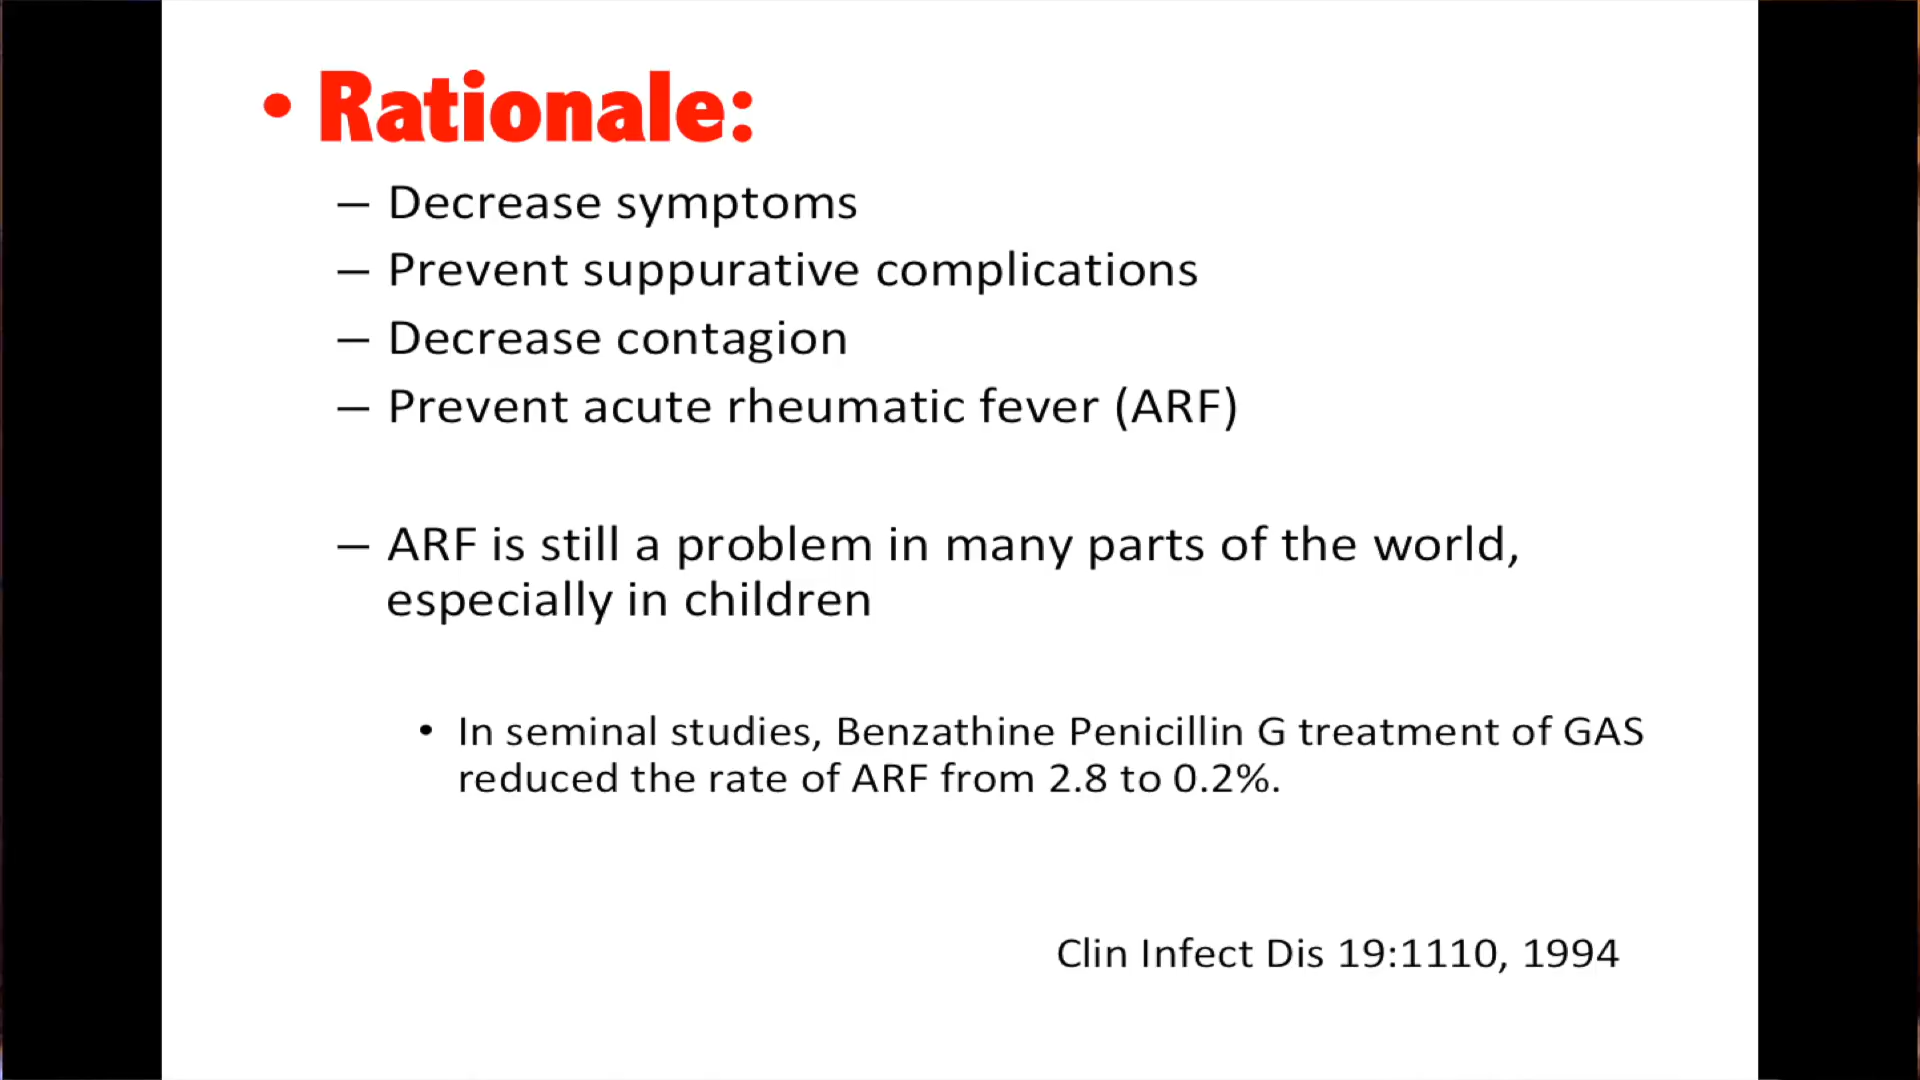 • Rationale:
– Decrease symptoms
– Prevent suppurative complications
– Decrease contagion
– Prevent acute rheumatic fever (ARF)
– ARF is still a problem in many parts of the world,
especially in children
• In seminal studies, Benzathine Penicillin G treatment of GAS
reduced the rate of ARF from 2.8 to 0.2%.
Clin Infect Dis 19:1110, 1994